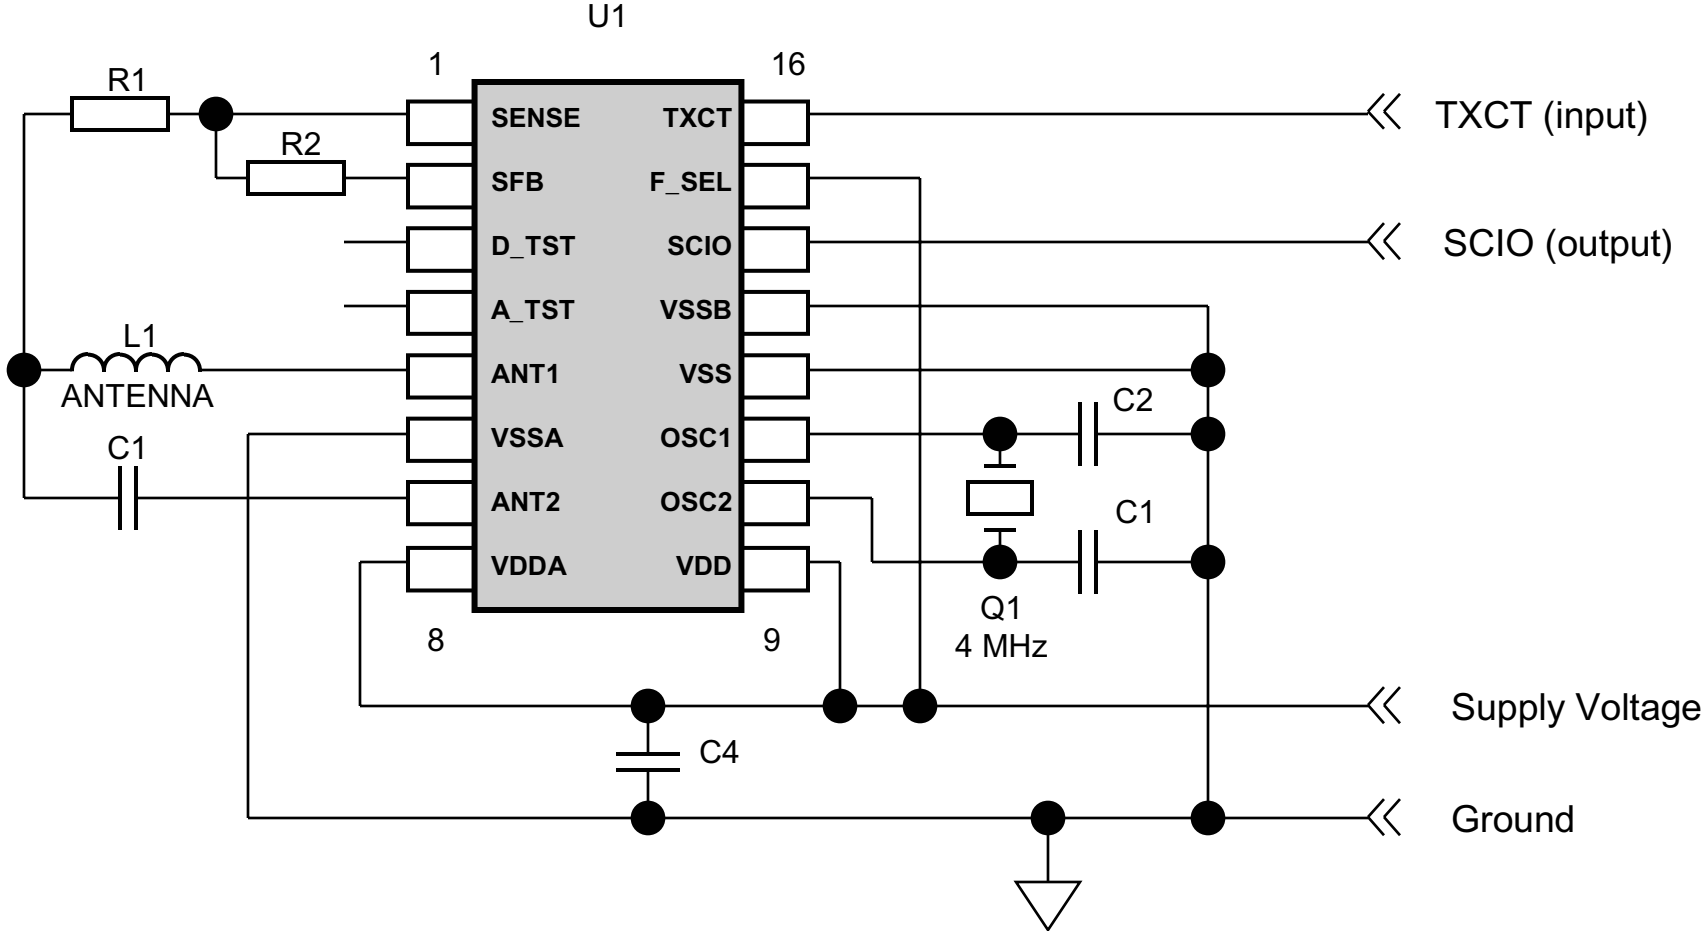 U1
1
16
R1
SENSE
TXCT
TXCT (input)
R2
SFB
F_SEL
D_TST
SCIO
SCIO (output)
A_TST
VSSB
L1
ANT1
VSS
ANTENNA
C2
C1
VSSA
OSC1
ANT2
OSC2
C1
VDDA
VDD
Q1
4 MHz
8
9
Supply Voltage
C4
Ground